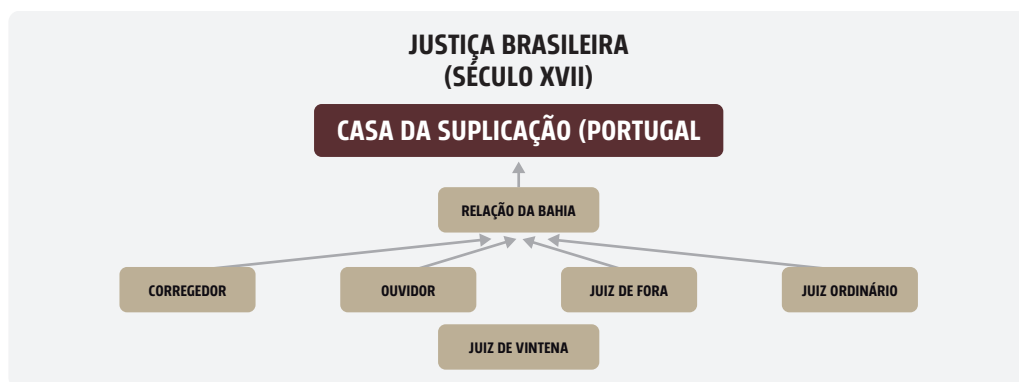 JUSTIÇA BRASILEIRA
(SÉCULO XVII)
CASA DA SUPLICAÇÃO (PORTUGAL
RELAÇÃO DA BAHIA
CORREGEDOR
OUVIDOR
JUIZ DE FORA
JUIZ ORDINÁRIO
JUIZ DE VINTENA